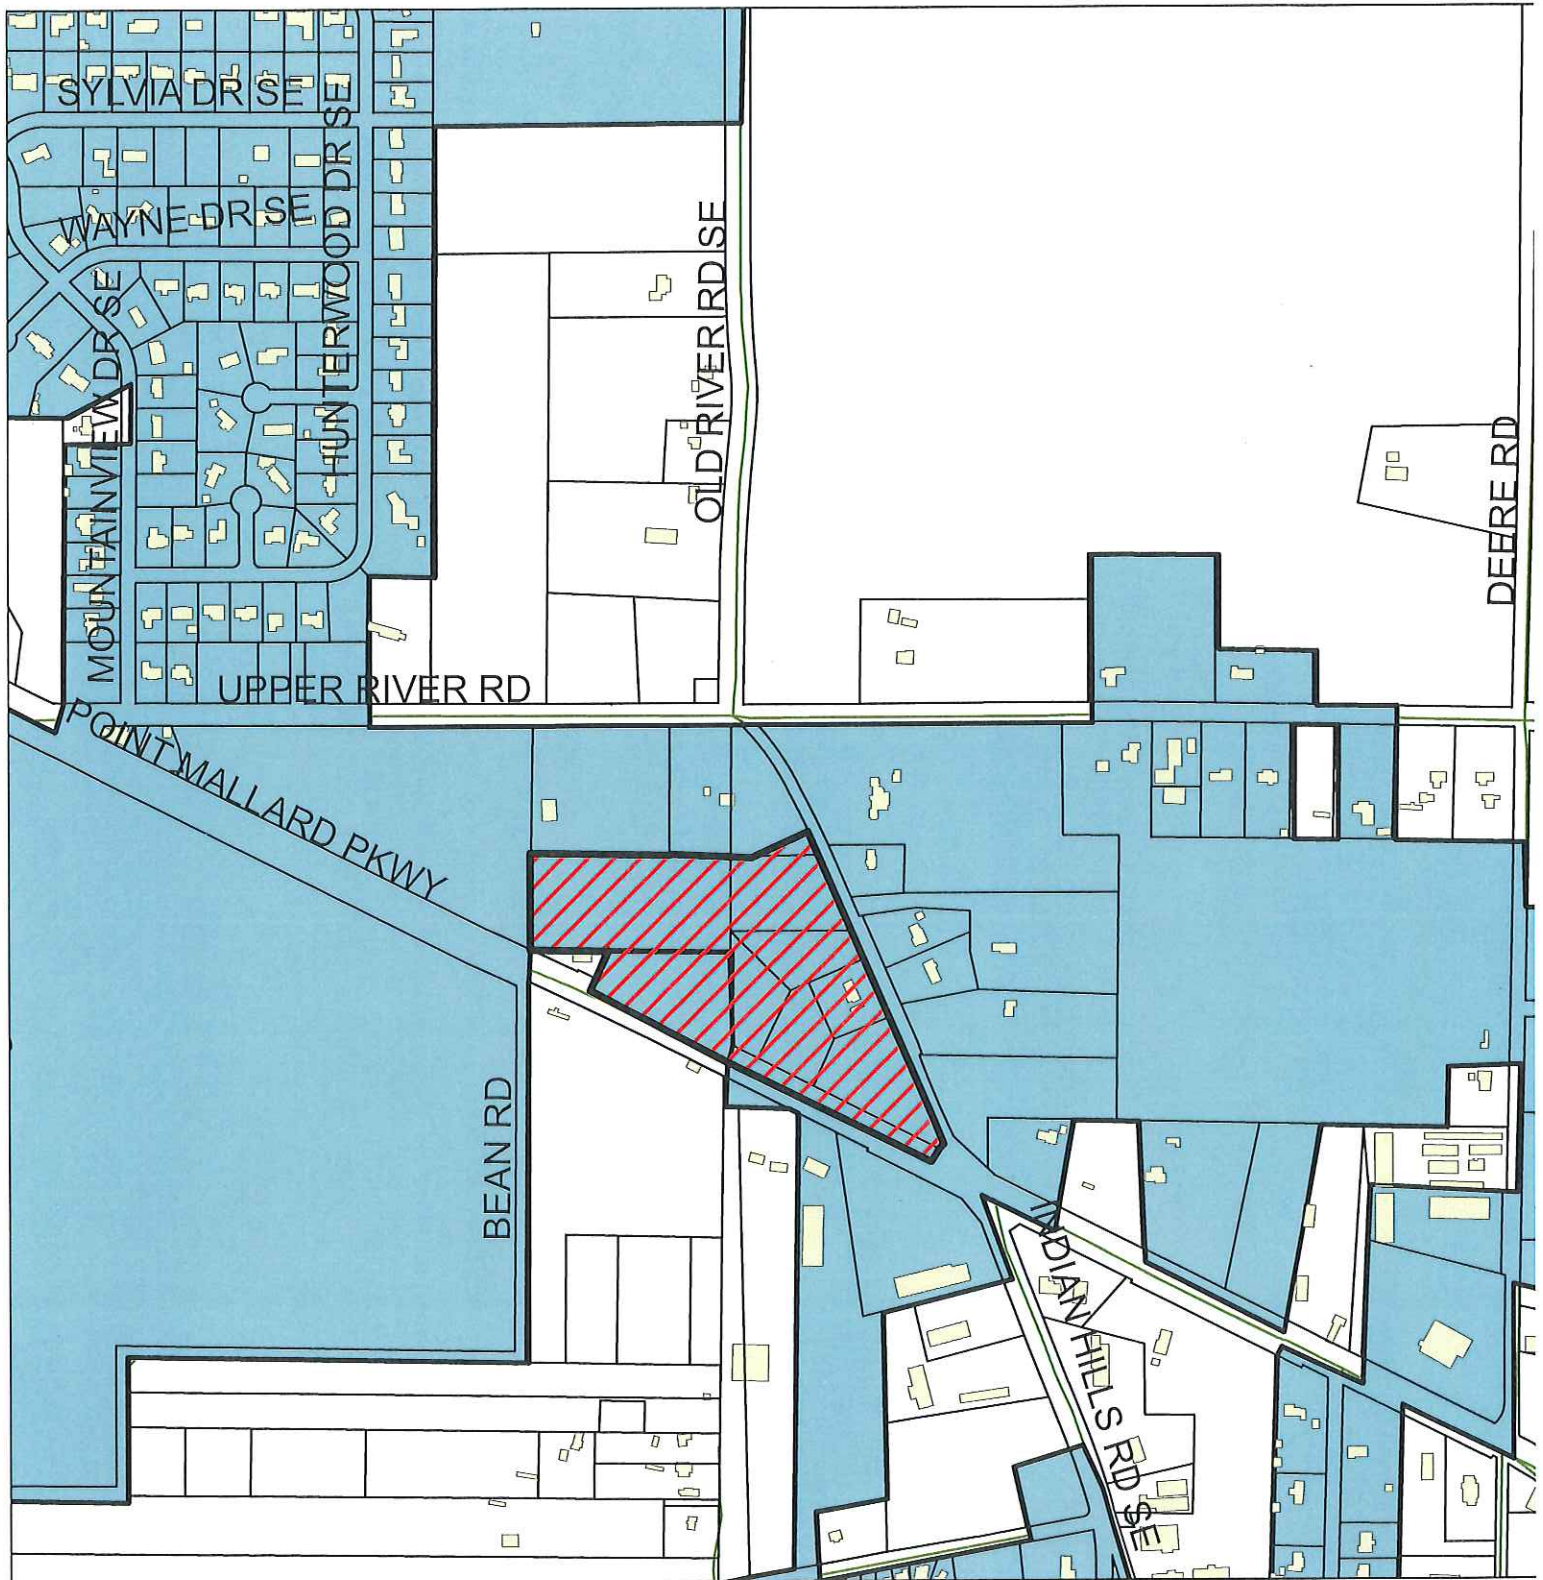 SYLVIA DR SE
HUNTERWOOD DR SE
WAYNE DR SE
OLD RIVER RD SE
MOUNTAINVIEW DR SE
DEERE RD
UPPER RIVER RD
POINT MALLARD PKWY
BEAN RD
INDIAN HILLS RD SE